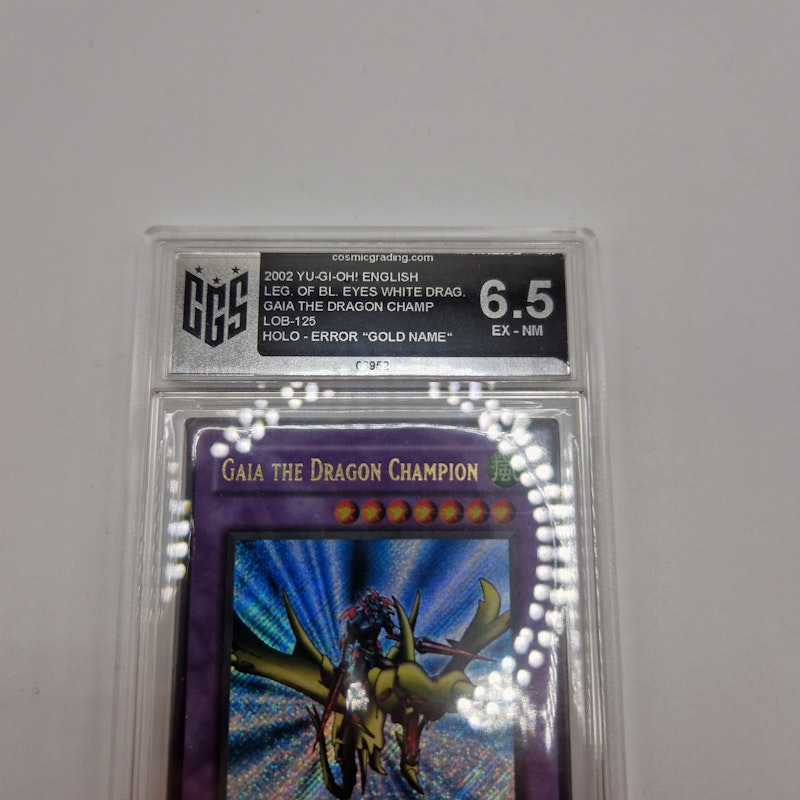 cosmicgrading.com
CGS
2002 YU-GI-OH! ENGLISH
LEG. OF BL. EYES WHITE DRAG.
GAIA THE DRAGON CHAMP
LOB-125
HOLO - ERROR “GOLD NAME“
6.5
EX - NM
GAIA THE DRAGON CHAMPION